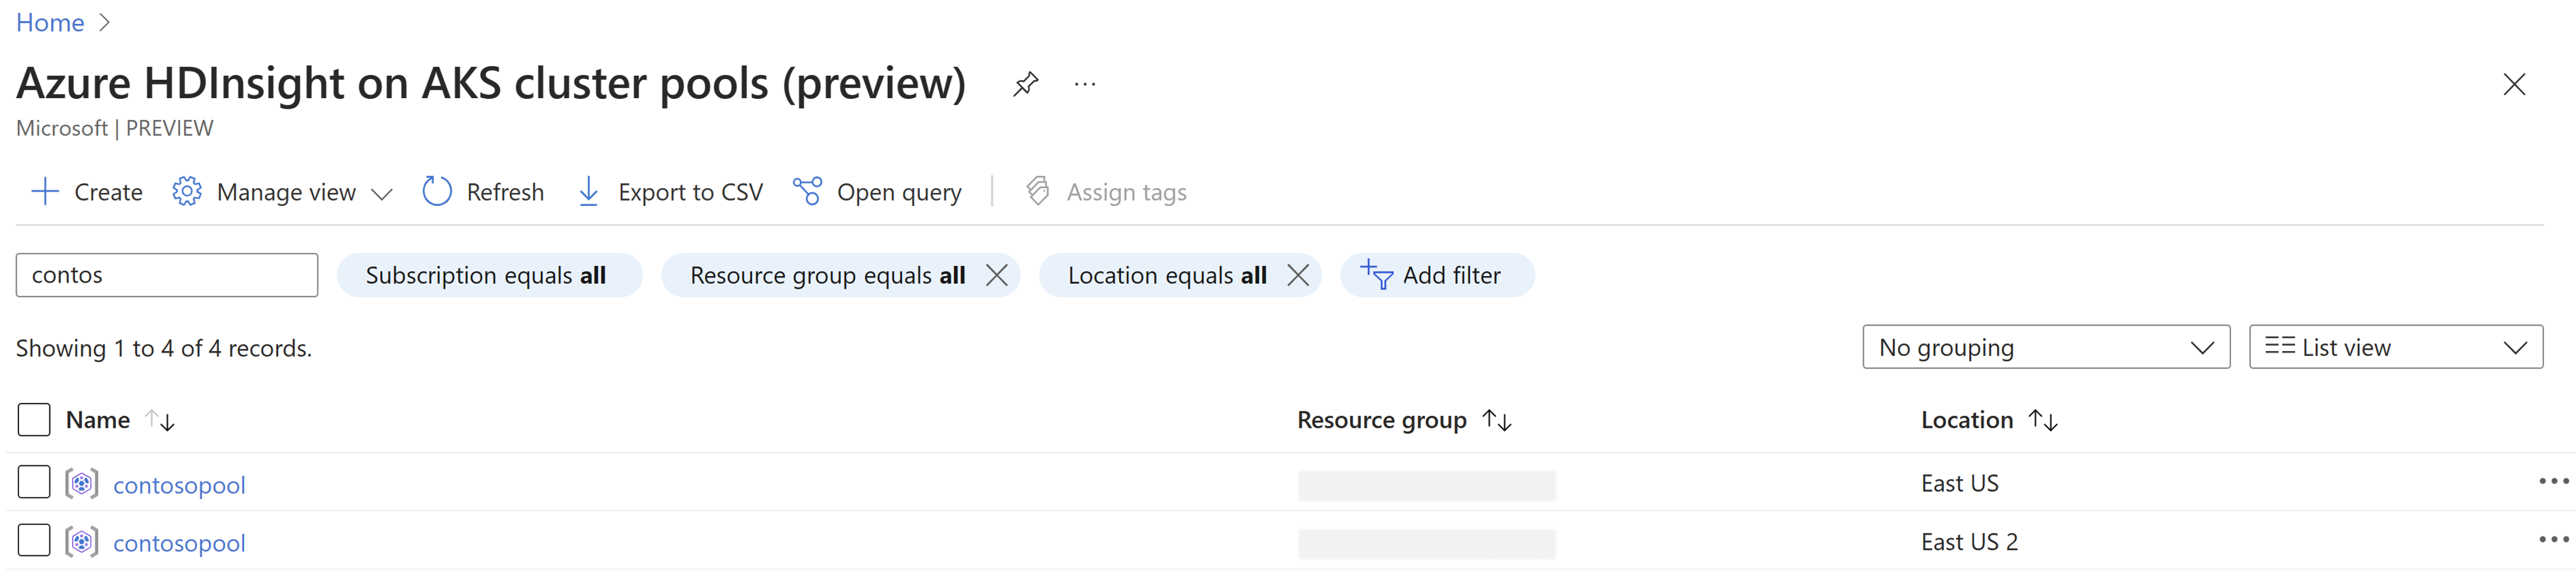 Home
Azure HDInsight on AKS cluster pools (preview)
Microsoft | PREVIEW
Create Manage view Refresh Export to CSV Open query Assign tags
contos Subscription equals all Resource group equals all Location equals all Add filter
Showing 1 to 4 of 4 records. No grouping List view
Name Resource group Location
contosopool East US
contosopool East US 2